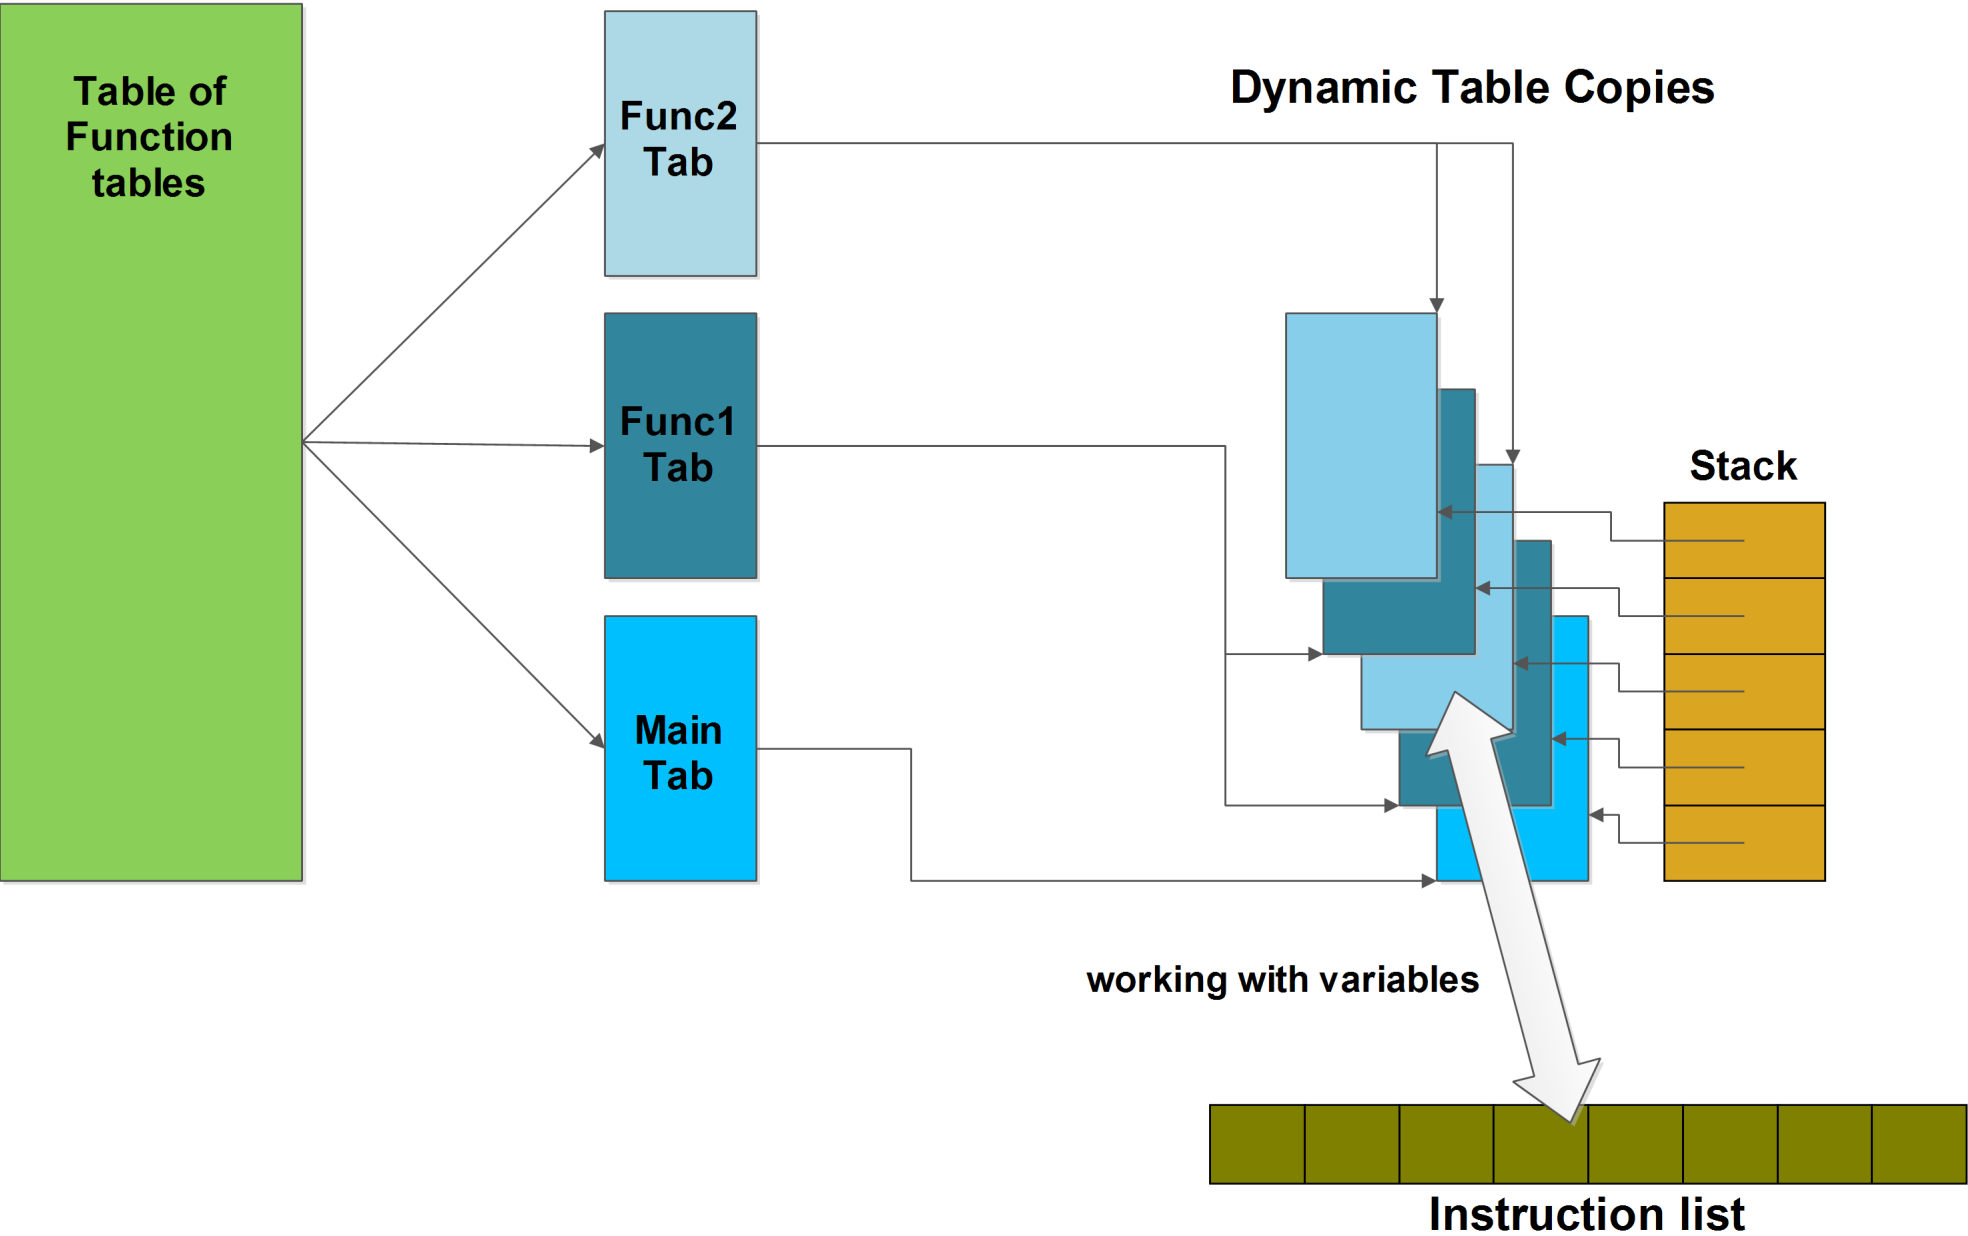 Table of
Function
tables
Func2
Tab
Dynamic Table Copies
Func1
Tab
Stack
Main
Tab
working with variables
Instruction list